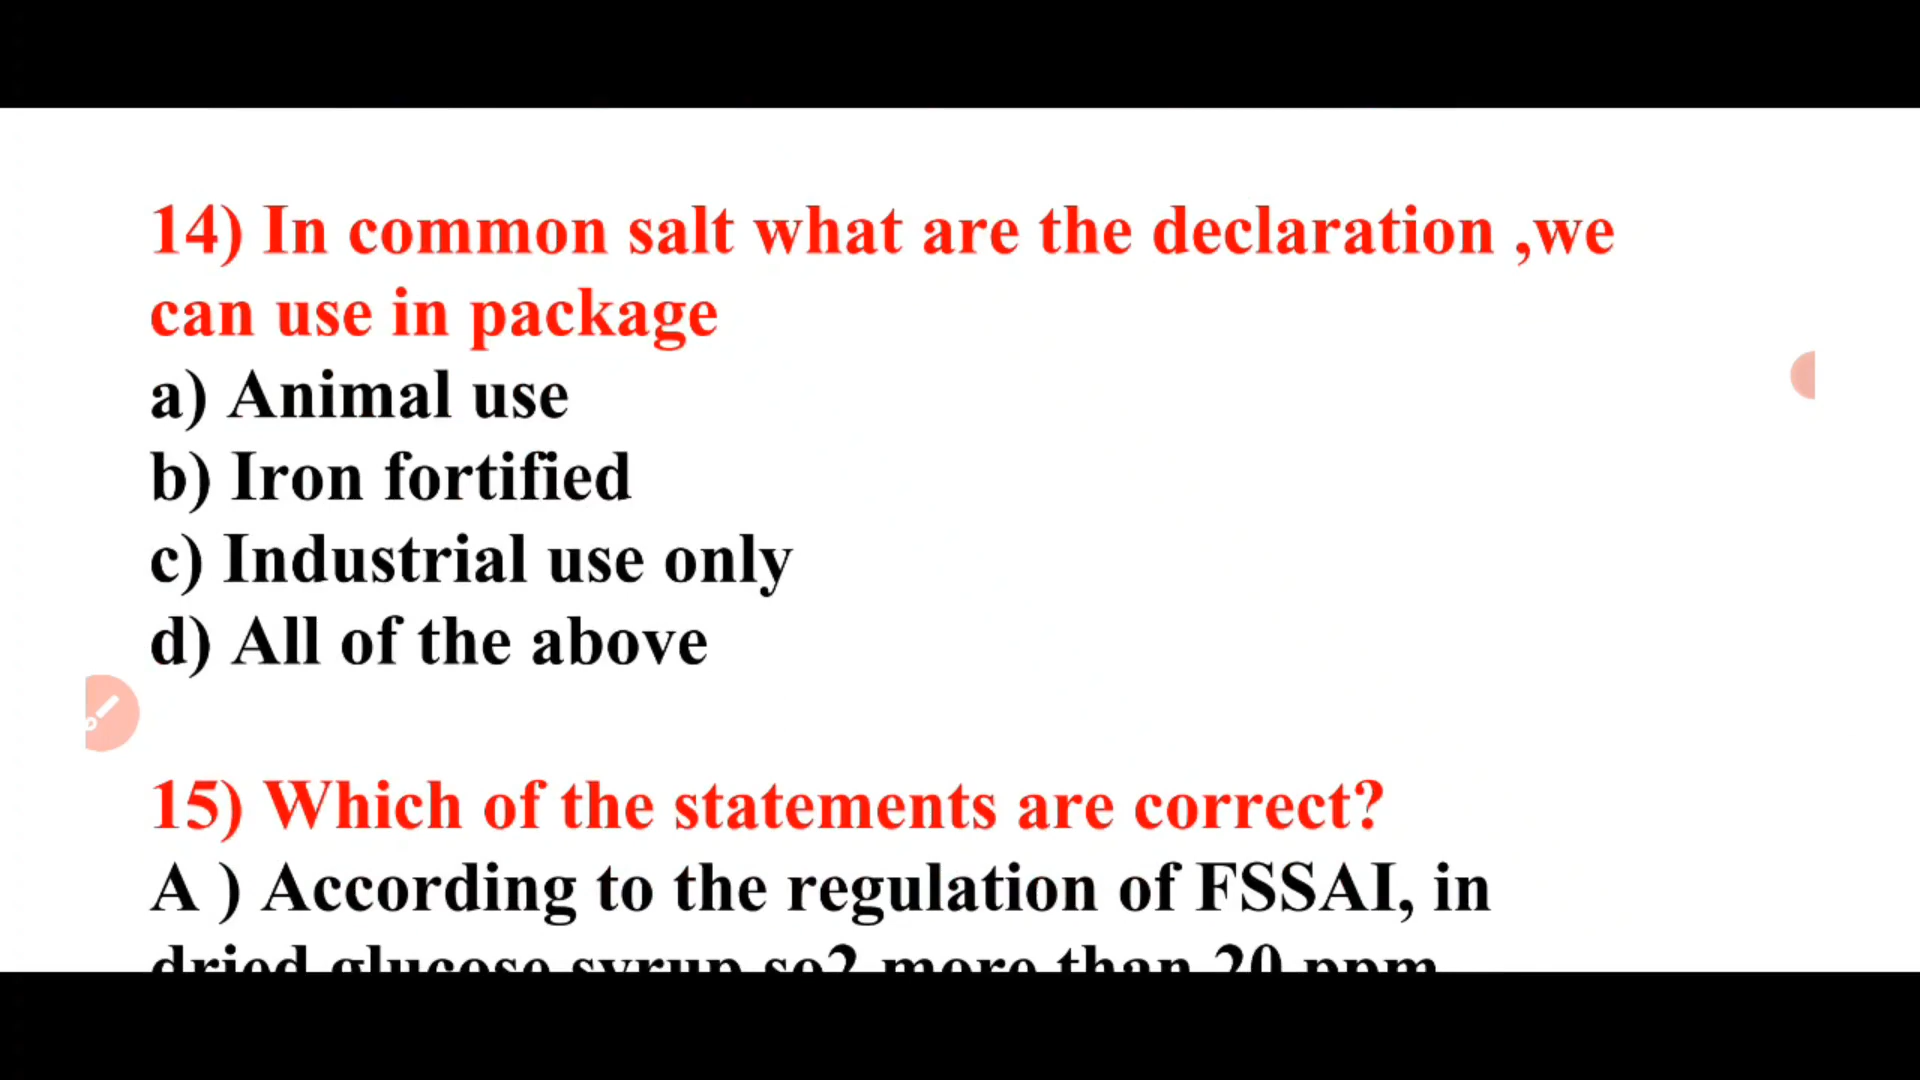 14) In common salt what are the declaration ,we
can use in package
a) Animal use
b) Iron fortified
c) Industrial use only
d) All of the above
15) Which of the statements are correct?
A ) According to the regulation of FSSAI, in
dried glucose syrup so2 more than 20 ppm